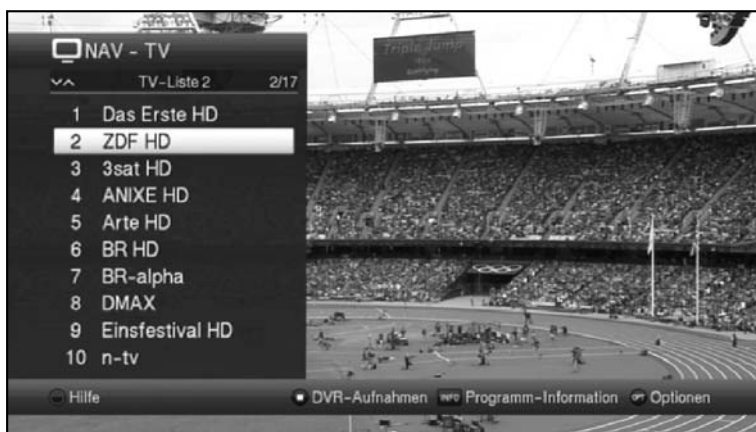 Triple Jump
NAV - TV
TV-Liste 2 2/17
1 Das Erste HD
2 ZDF HD
3 3sat HD
4 ANIXE HD
5 Arte HD
6 BR HD
7 BR-alpha
8 DMAX
9 Einsfestival HD
10 n-tv
Hilfe DVR-Aufnahmen INFO Programm-Information OPT Optionen